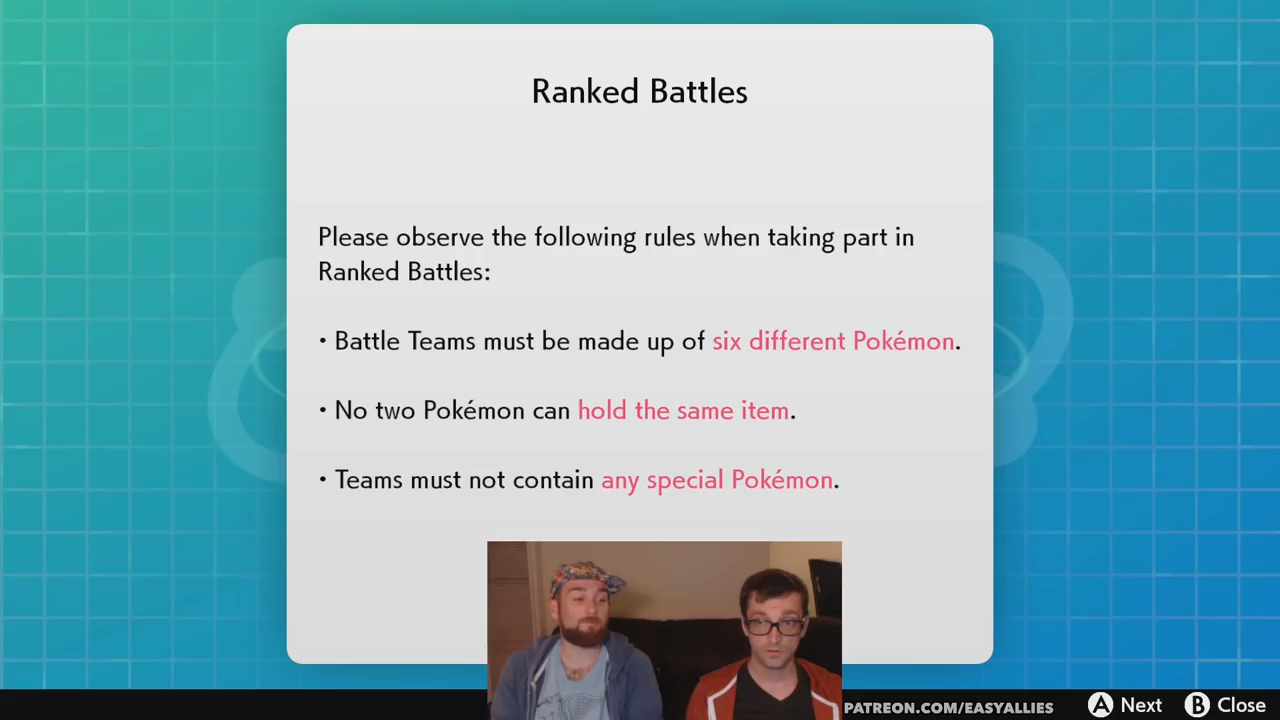 Ranked Battles
Please observe the following rules when taking part in
Ranked Battles:
• Battle Teams must be made up of six different Pokémon.
• No two Pokémon can hold the same item.
• Teams must not contain any special Pokémon.
PATREON.COM/EASYALLIES
A Next B Close